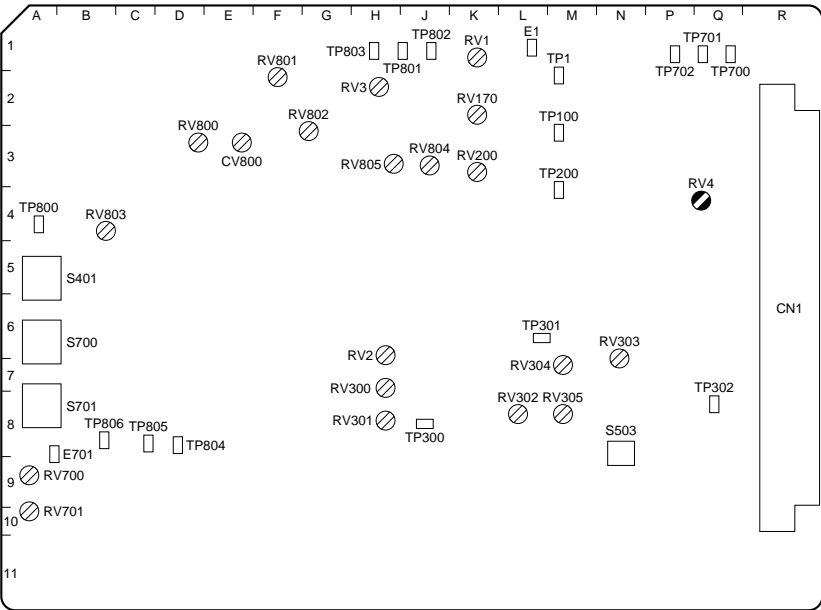 A B C D E F G H J K L M N P Q R
1
2
3
4
5
6
7
8
9
10
11
TP802
E1
TP803
RV1
TP701
TP801
RV801
TP1
TP702
TP700
RV3
RV170
RV802
TP100
RV800
CV800
RV805
RV804
RV200
TP200
RV4
TP800
RV803
S401
CN1
S700
TP301
RV303
RV2
RV304
RV300
TP302
S701
RV302
RV305
RV301
TP300
S503
TP806
TP805
TP804
E701
RV700
RV701